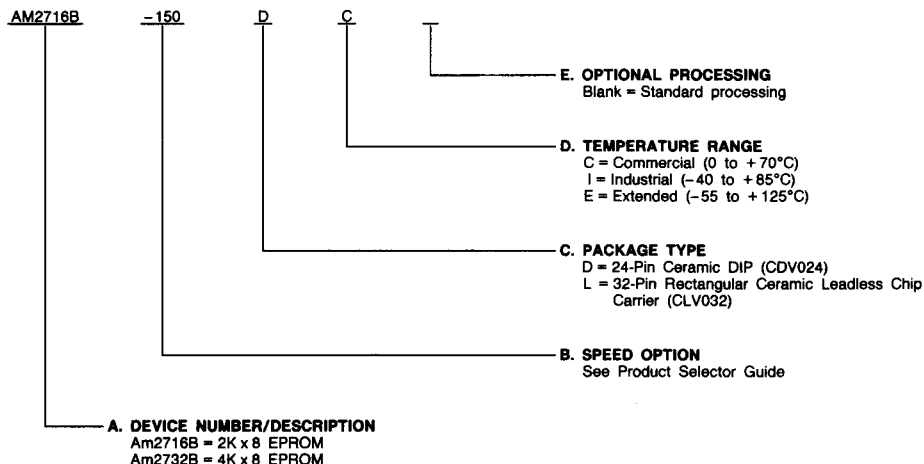 AM2716B -150 D C
E. OPTIONAL PROCESSING
Blank = Standard processing
D. TEMPERATURE RANGE
C = Commercial (0 to +70°C)
I = Industrial (-40 to +85°C)
E = Extended (-55 to +125°C)
C. PACKAGE TYPE
D = 24-Pin Ceramic DIP (CDV024)
L = 32-Pin Rectangular Ceramic Leadless Chip
Carrier (CLV032)
B. SPEED OPTION
See Product Selector Guide
A. DEVICE NUMBER/DESCRIPTION
Am2716B = 2K x 8 EPROM
Am2732B = 4K x 8 EPROM